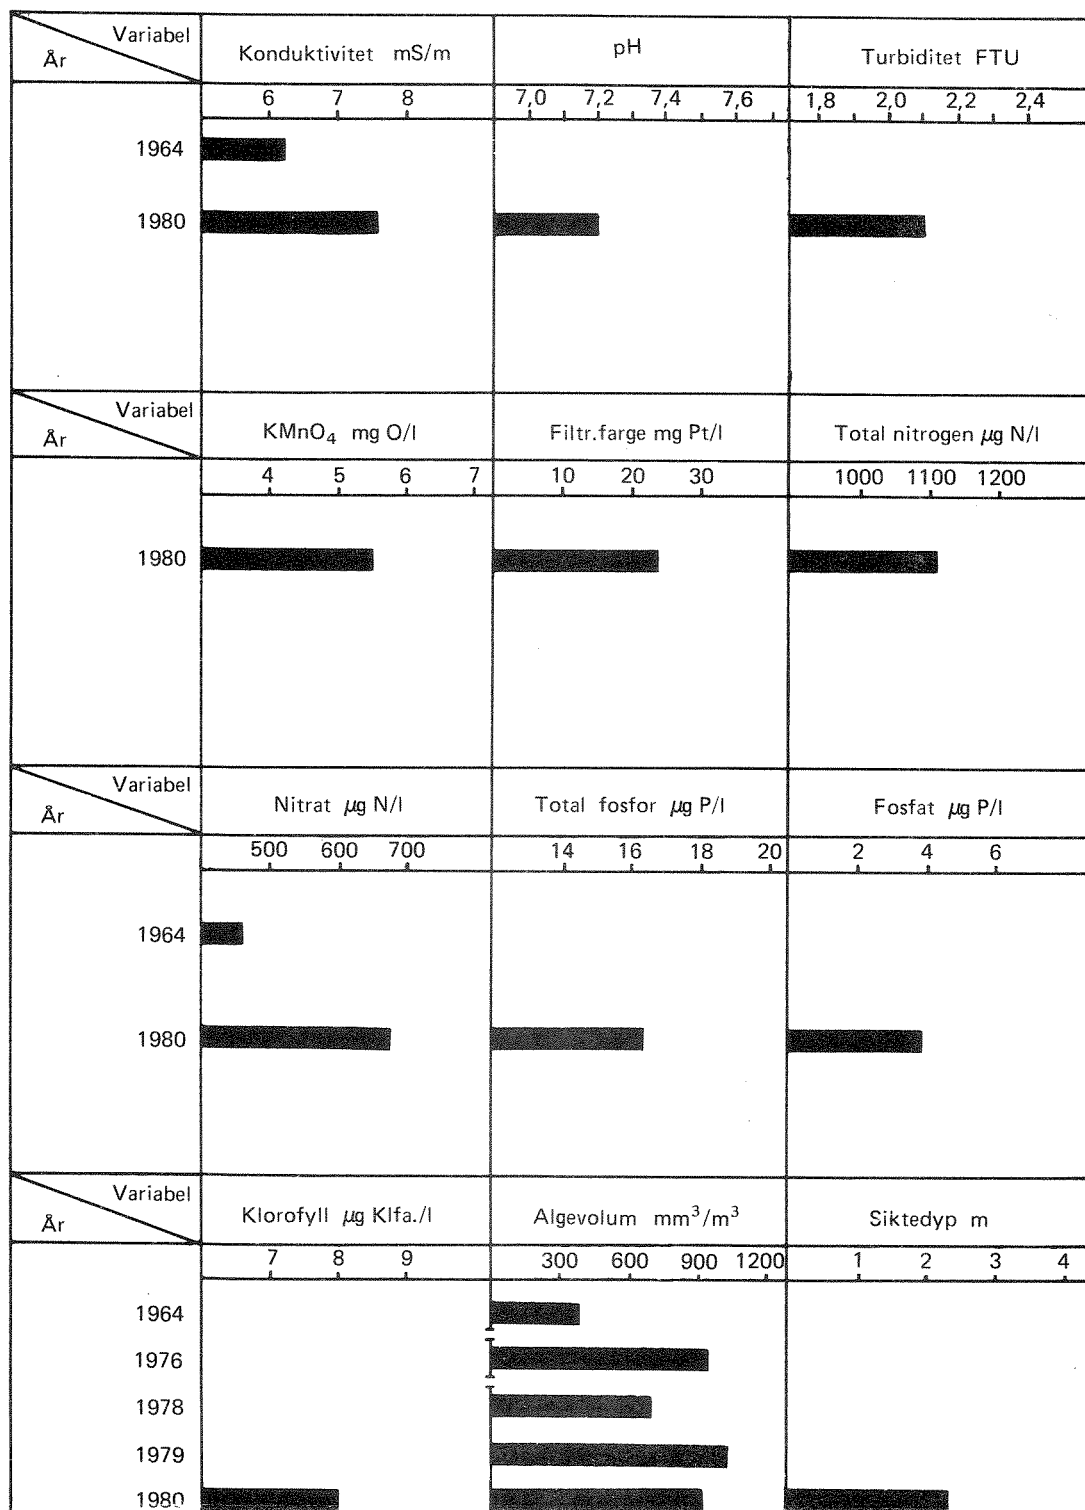 Variabel
År
Konduktivitet mS/m
pH
Turbiditet FTU
6 7 8
7,0 7,2 7,4 7,6
1,8 2,0 2,2 2,4
1964
1980
Variabel
År
KMnO4 mg O/l
Filtr.farge mg Pt/l
Total nitrogen µg N/l
4 5 6 7
10 20 30
1000 1100 1200
1980
Variabel
År
Nitrat µg N/l
Total fosfor µg P/l
Fosfat µg P/l
500 600 700
14 16 18 20
2 4 6
1964
1980
Variabel
År
Klorofyll µg Klfa./l
Algevolum mm³/m³
Siktedyp m
7 8 9
300 600 900 1200
1 2 3 4
1964
1976
1978
1979
1980